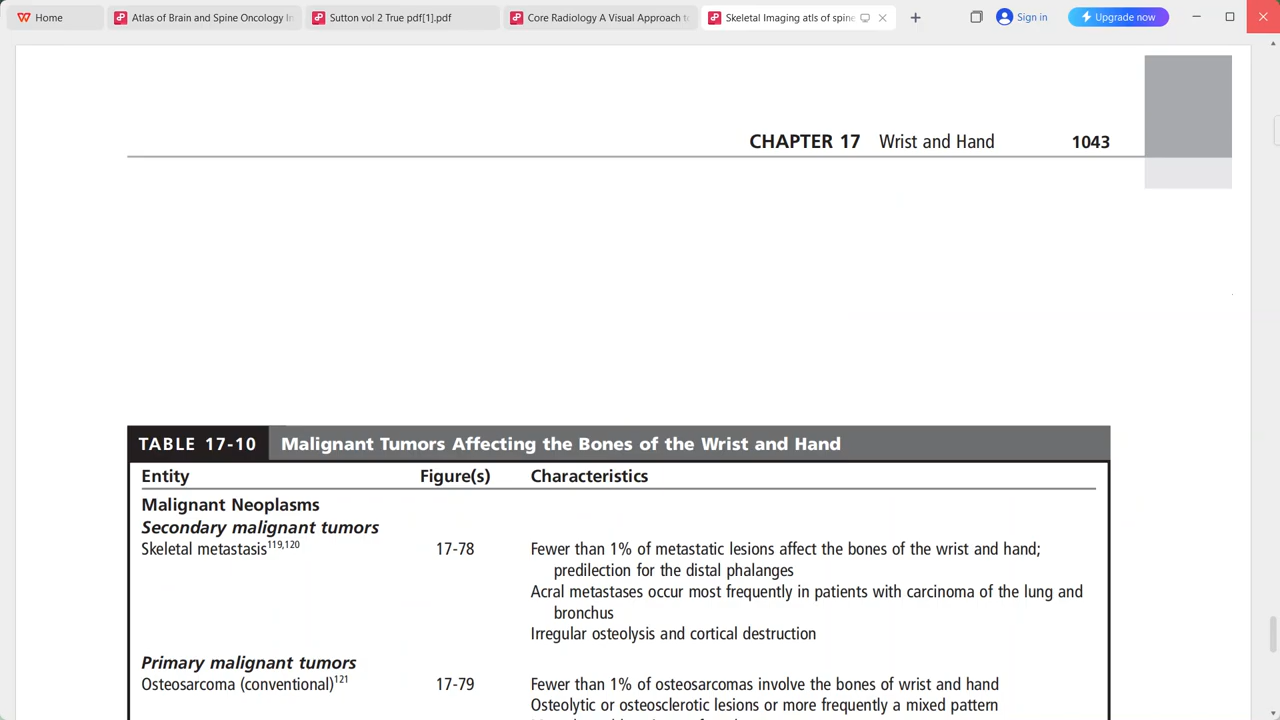 Home
Atlas of Brain and Spine Oncology
Sutton vol 2 True pdf[1].pdf
Core Radiology A Visual Approach
Skeletal Imaging atls of spine
Sign in
Upgrade now
CHAPTER 17 Wrist and Hand 1043
TABLE 17-10 Malignant Tumors Affecting the Bones of the Wrist and Hand
Entity Figure(s) Characteristics
Malignant Neoplasms
Secondary malignant tumors
Skeletal metastasis119,120 17-78 Fewer than 1% of metastatic lesions affect the bones of the wrist and hand;
predilection for the distal phalanges
Acral metastases occur most frequently in patients with carcinoma of the lung and
bronchus
Irregular osteolysis and cortical destruction
Primary malignant tumors
Osteosarcoma (conventional)121 17-79 Fewer than 1% of osteosarcomas involve the bones of wrist and hand
Osteolytic or osteosclerotic lesions or more frequently a mixed pattern